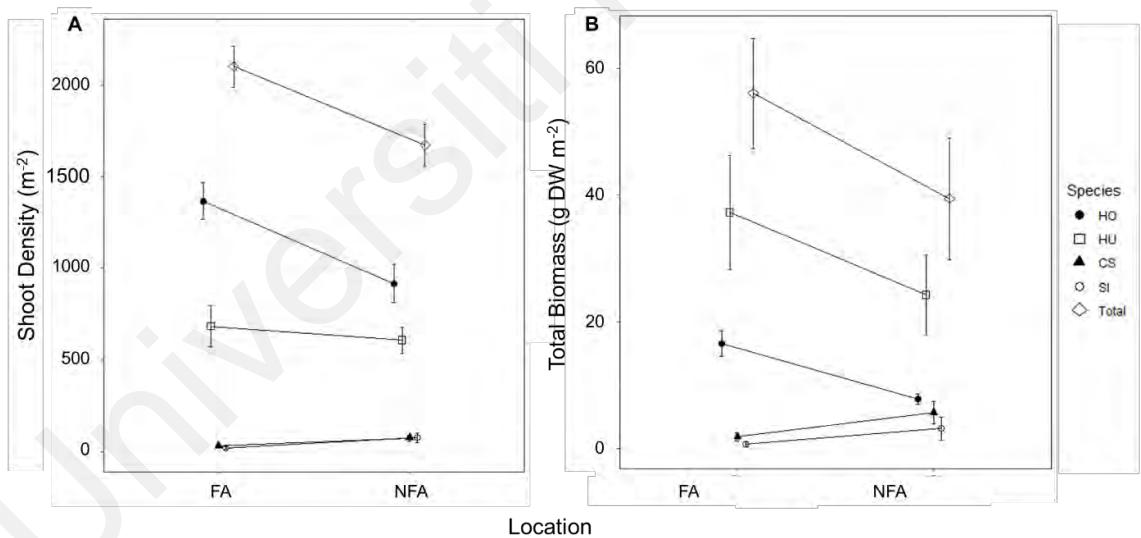 A
B
2000
1500
1000
500
0
Shoot Density (m⁻²)
FA
NFA
60
40
20
0
Total Biomass (g DW m⁻²)
FA
NFA
Location
Species
HO
HU
CS
SI
Total
Universiti